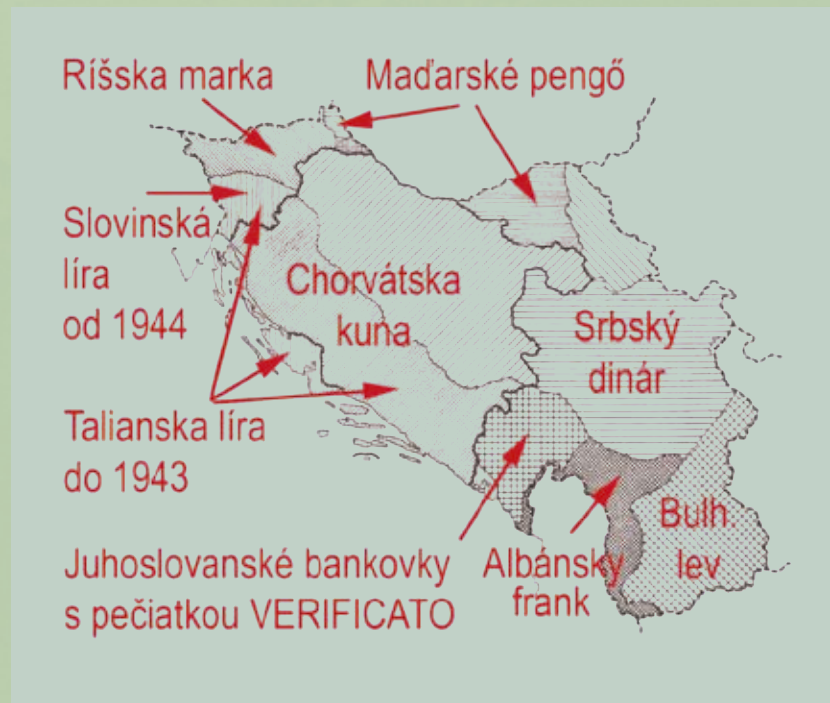 Ríšska marka
Maďarské pengő
Slovinská
líra
od 1944
Chorvátska
kuna
Srbský
dinár
Talianska líra
do 1943
Bulh.
lev
Juhoslovanské bankovky
s pečiatkou VERIFICATO
Albánsky
frank